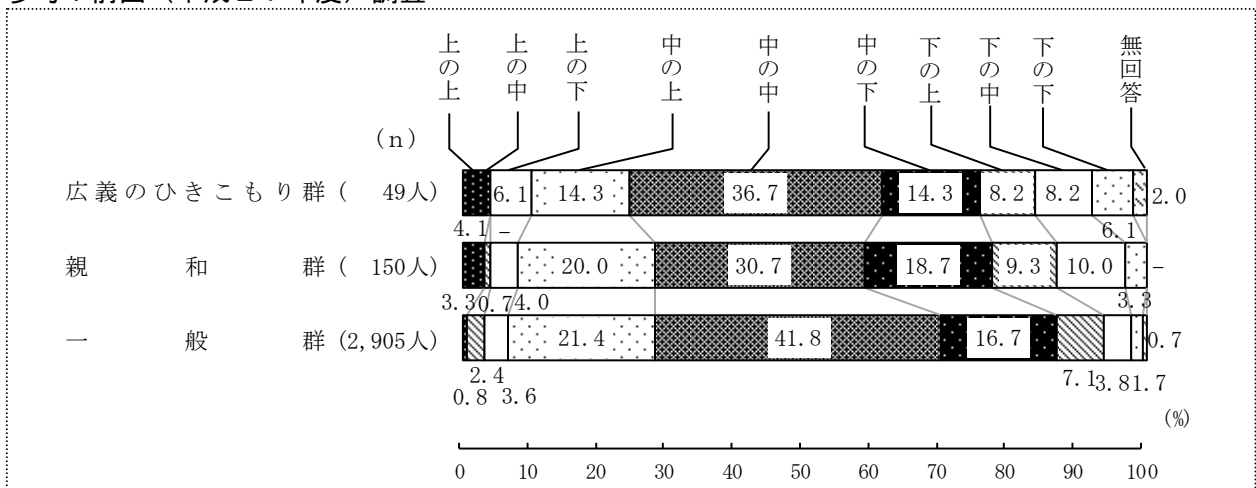 上の上
上の中
上の下
中の上
中の中
中の下
下の上
下の中
下の下
無回答
(n)
広義のひきこもり群( 49人) 6.1 14.3 36.7 14.3 8.2 8.2 2.0
4.1 - 6.1
親和群( 150人) 20.0 30.7 18.7 9.3 10.0 -
3.3 0.7 4.0 3.3
一般群(2,905人) 21.4 41.8 16.7 0.7
2.4 7.1 3.8 1.7
0.8 3.6
(%)
0 10 20 30 40 50 60 70 80 90 100